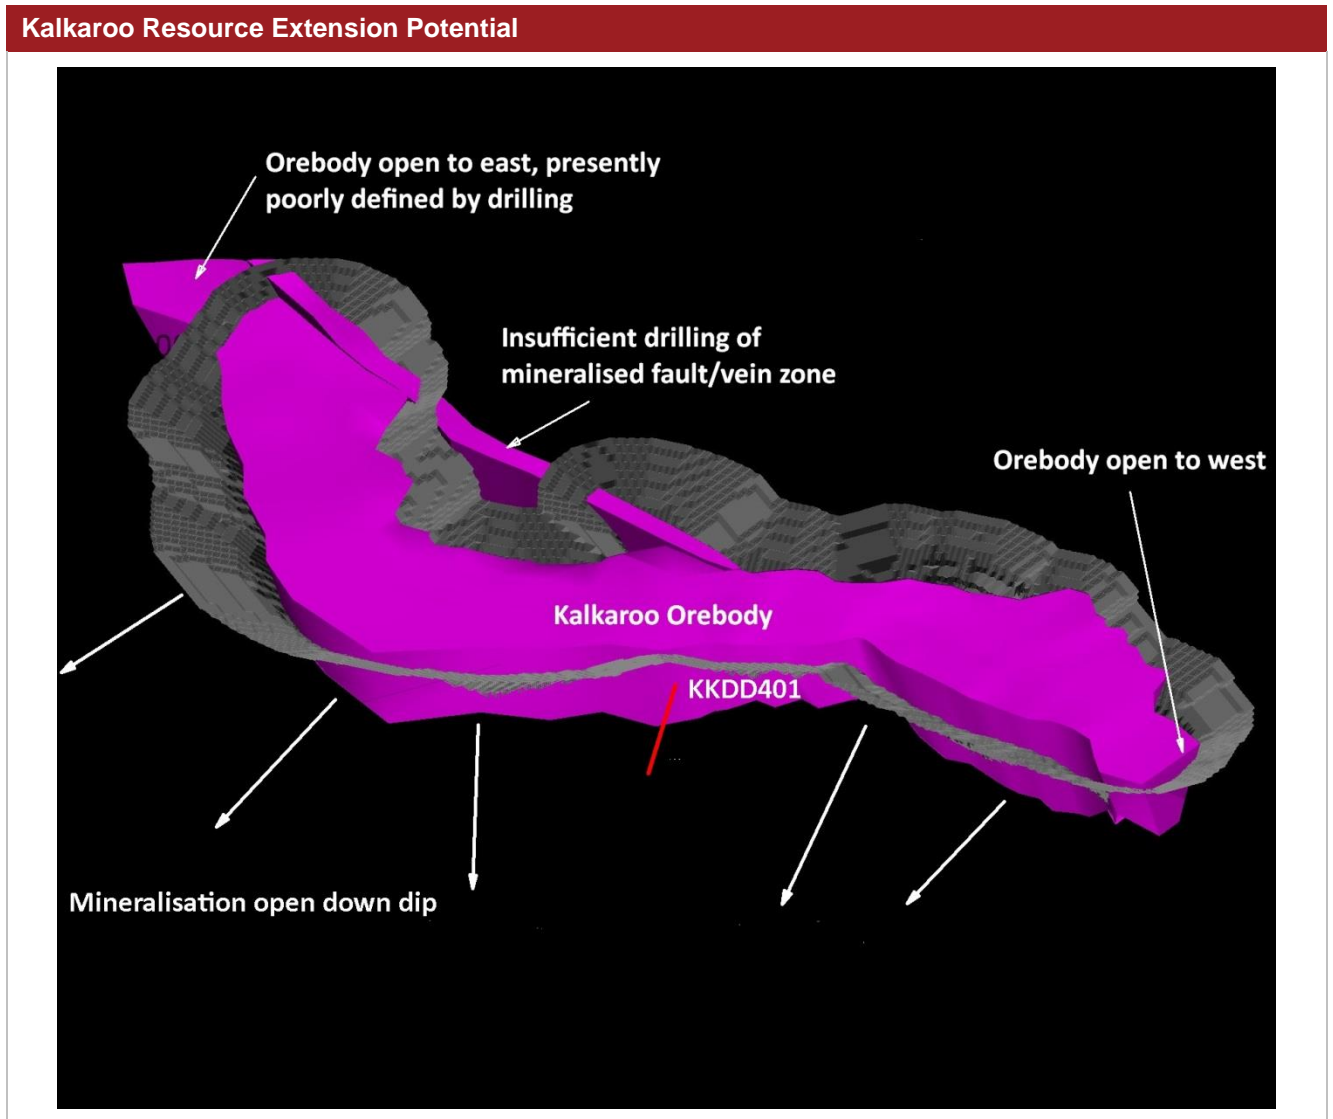 Kalkaroo Resource Extension Potential
Orebody open to east, presently
poorly defined by drilling
Insufficient drilling of
mineralised fault/vein zone
Orebody open to west
Kalkaroo Orebody
KKDD401
Mineralisation open down dip